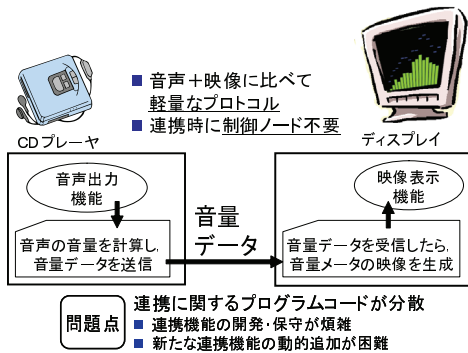 ■ 音声＋映像に比べて
軽量なプロトコル
■ 連携時に制御ノード不要
CDプレーヤ
ディスプレイ
音声出力
機能
音声の音量を計算し,
音量データを送信
音量
データ
映像表示
機能
音量データを受信したら,
音量メータの映像を生成
問題点
連携に関するプログラムコードが分散
■ 連携機能の開発・保守が煩雑
■ 新たな連携機能の動的追加が困難